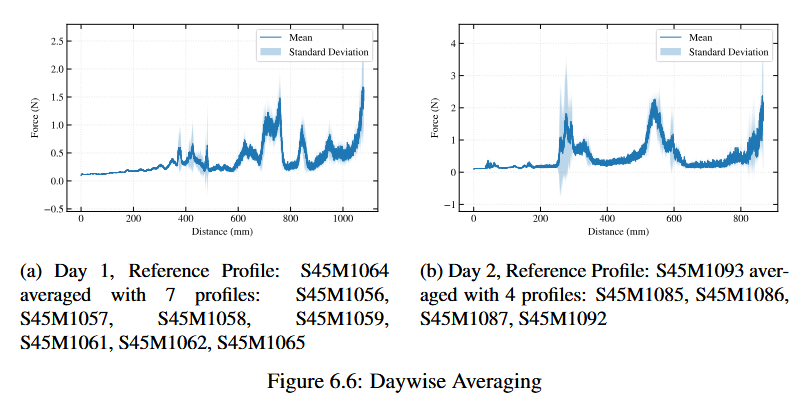 2.5
2.0
1.5
1.0
0.5
0.0
−0.5
Force (N)
0
200
400
600
800
1000
Distance (mm)
Mean
Standard Deviation
4
3
2
1
0
−1
Force (N)
0
200
400
600
800
Distance (mm)
Mean
Standard Deviation
(a) Day 1, Reference Profile: S45M1064
averaged with 7 profiles: S45M1056,
S45M1057, S45M1058, S45M1059,
S45M1061, S45M1062, S45M1065
(b) Day 2, Reference Profile: S45M1093 aver-
aged with 4 profiles: S45M1085, S45M1086,
S45M1087, S45M1092
Figure 6.6: Daywise Averaging